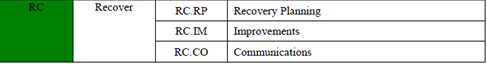 RC Recover RC.RP Recovery Planning
RC.IM Improvements
RC.CO Communications